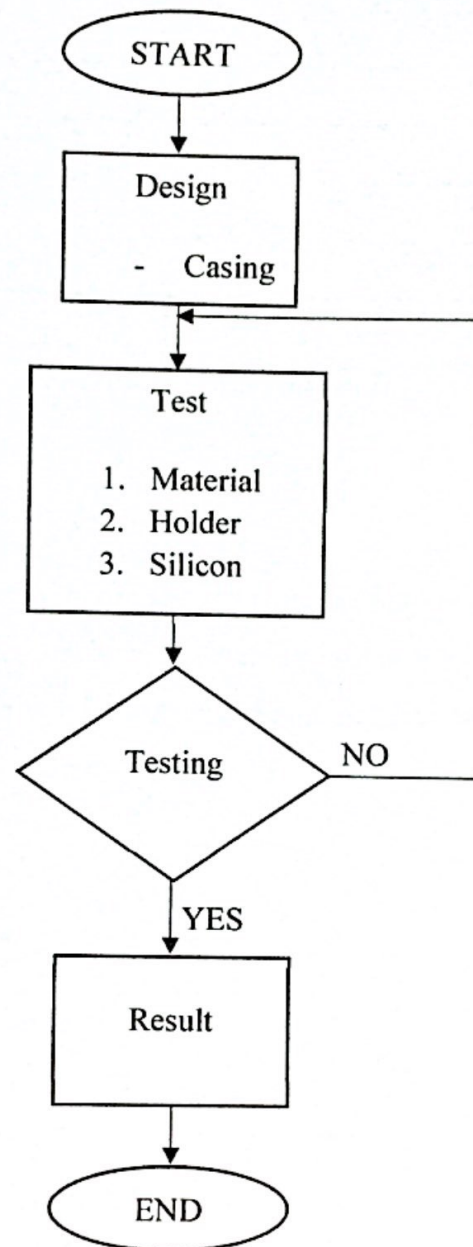 START
Design
- Casing
Test
1. Material
2. Holder
3. Silicon
Testing
NO
YES
Result
END